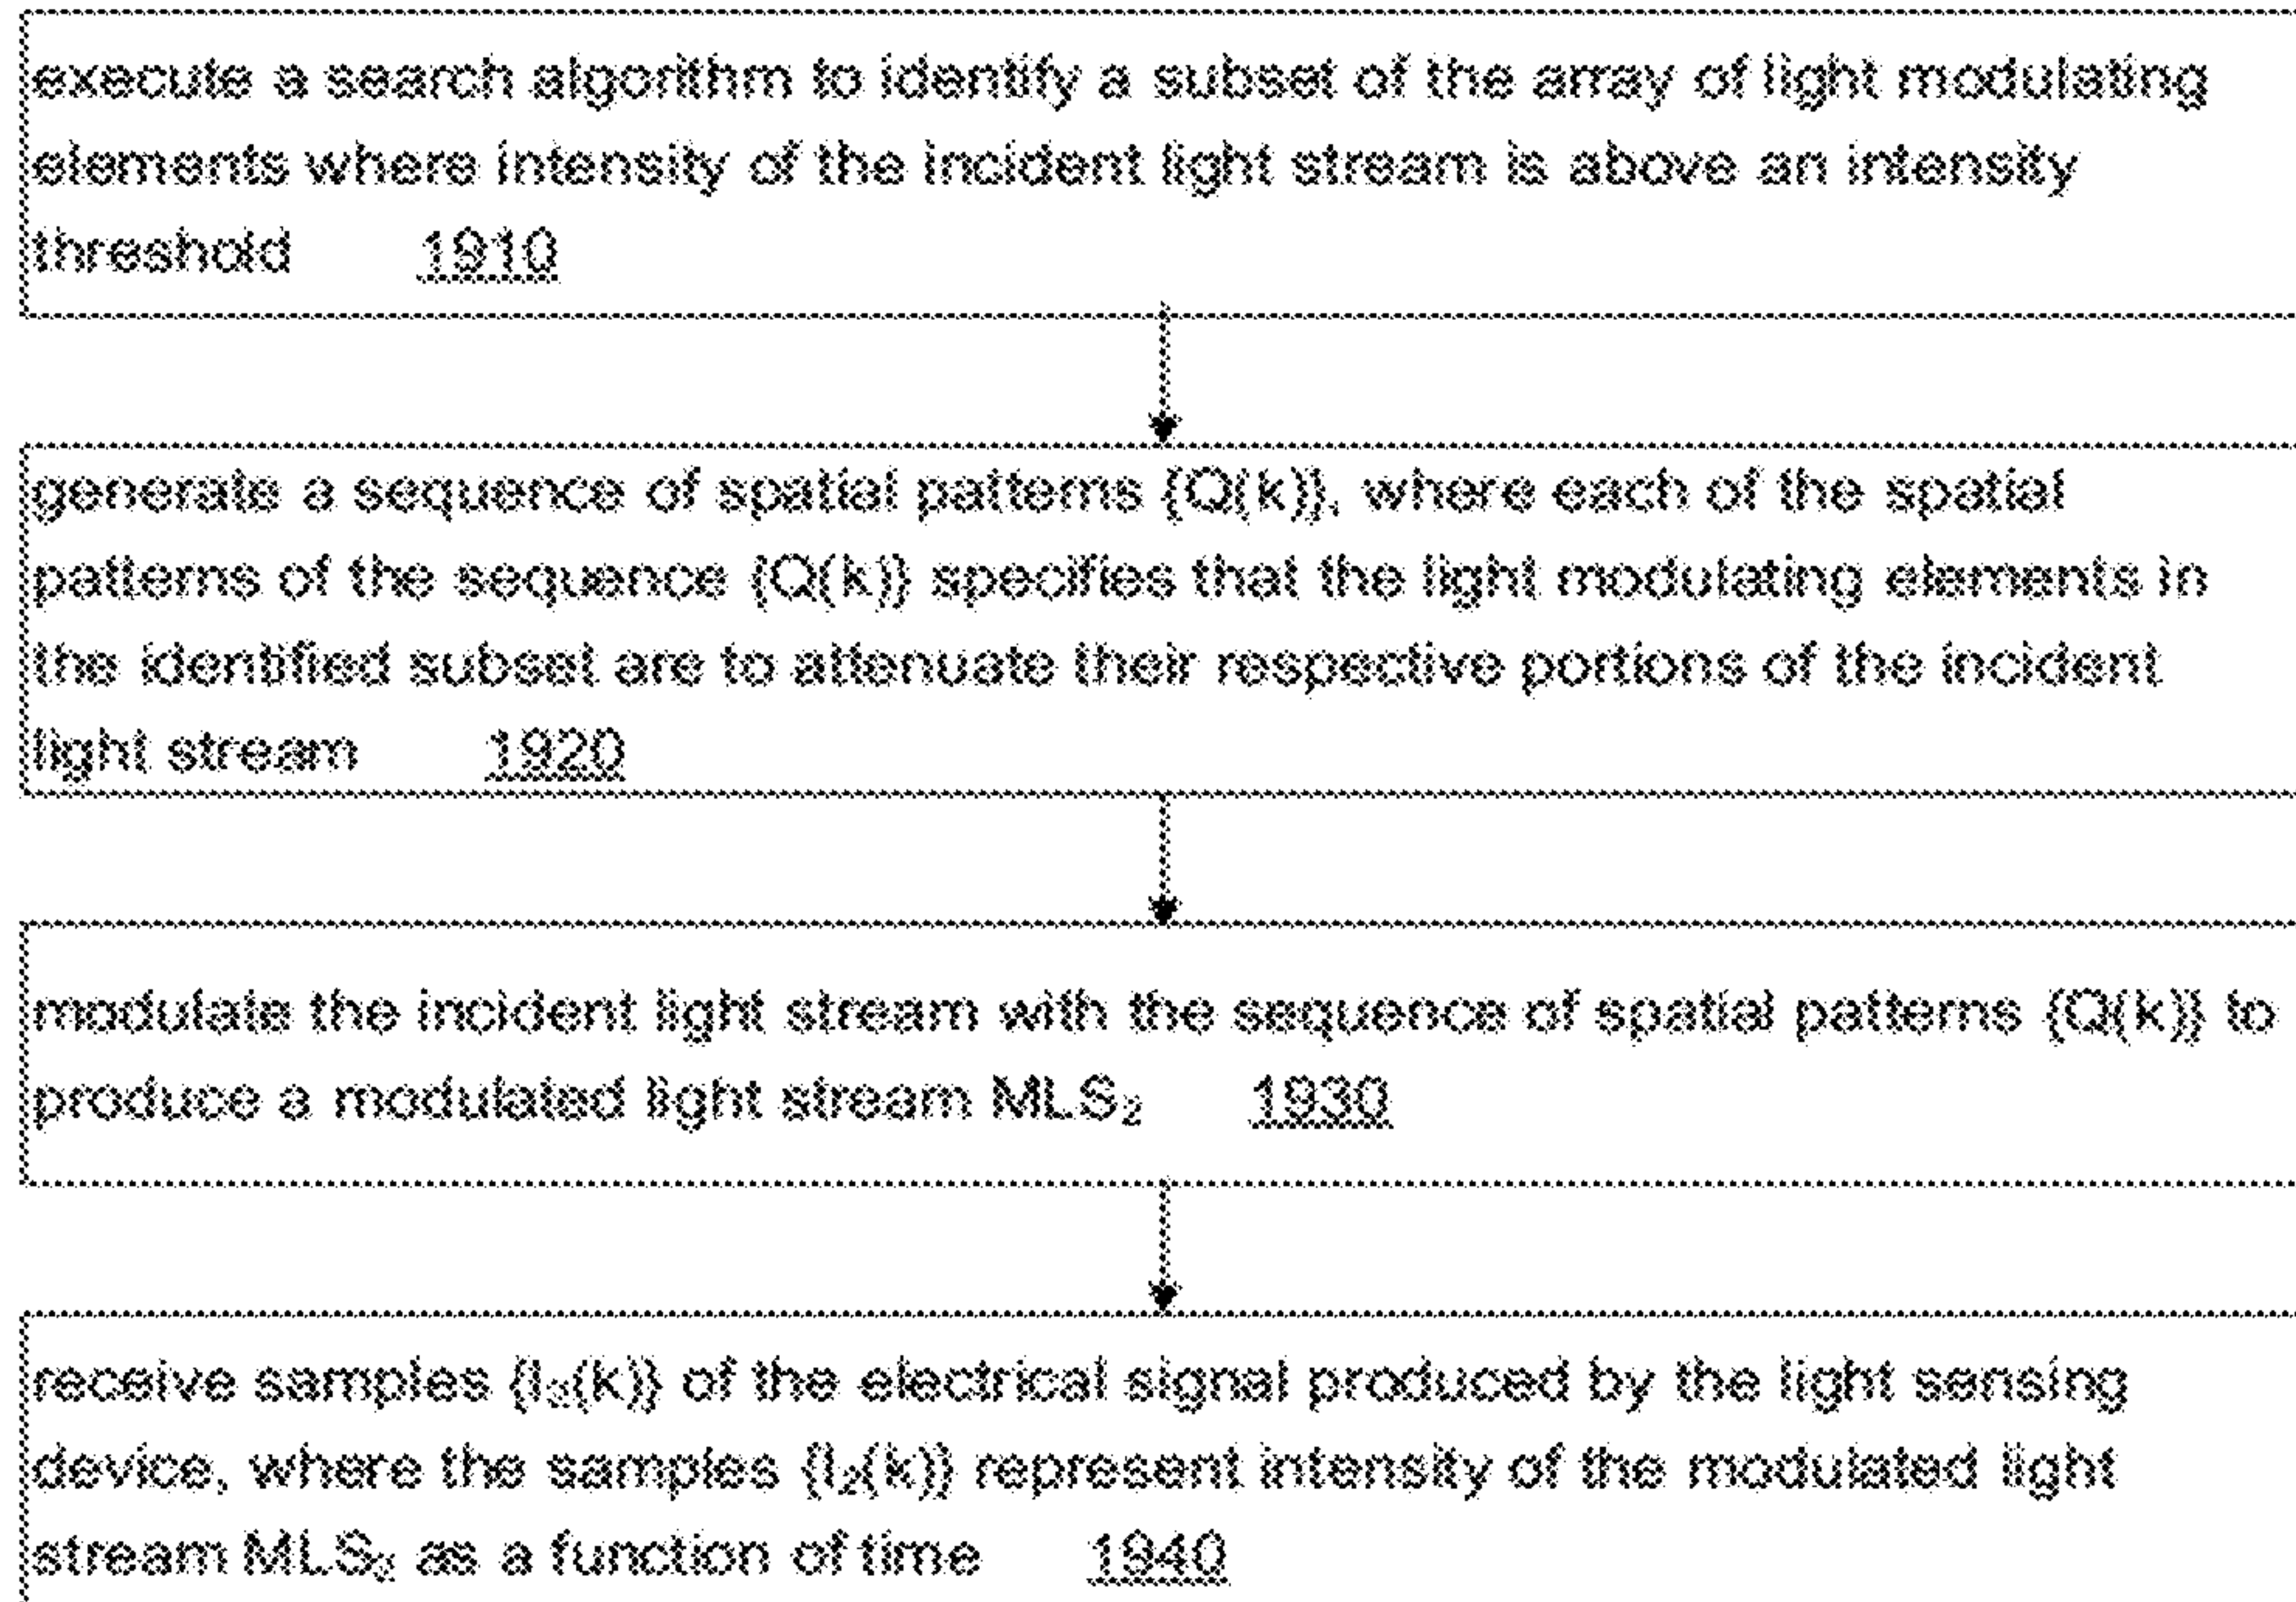 execute a search algorithm to identify a subset of the array of light modulating
elements where intensity of the incident light stream is above an intensity
threshold 1910
generate a sequence of spatial patterns {Q(k)}, where each of the spatial
patterns of the sequence {Q(k)} specifies that the light modulating elements in
the identified subset are to attenuate their respective portions of the incident
light stream 1920
modulate the incident light stream with the sequence of spatial patterns {Q(k)} to
produce a modulated light stream MLS₂ 1930
receive samples {I₂(k)} of the electrical signal produced by the light sensing
device, where the samples {I₂(k)} represent intensity of the modulated light
stream MLS₂ as a function of time 1940